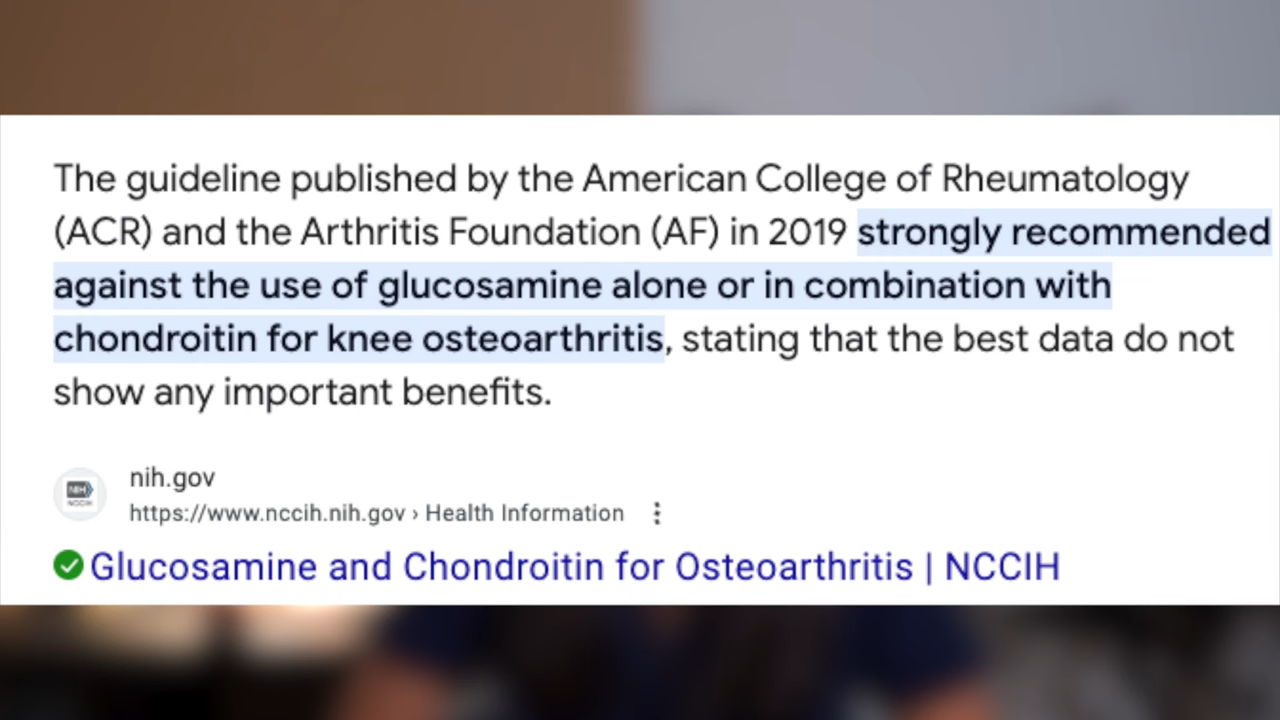 The guideline published by the American College of Rheumatology
(ACR) and the Arthritis Foundation (AF) in 2019 strongly recommended
against the use of glucosamine alone or in combination with
chondroitin for knee osteoarthritis, stating that the best data do not
show any important benefits.
NIH
NCCIH
nih.gov
https://www.nccih.nih.gov › Health Information
Glucosamine and Chondroitin for Osteoarthritis | NCCIH